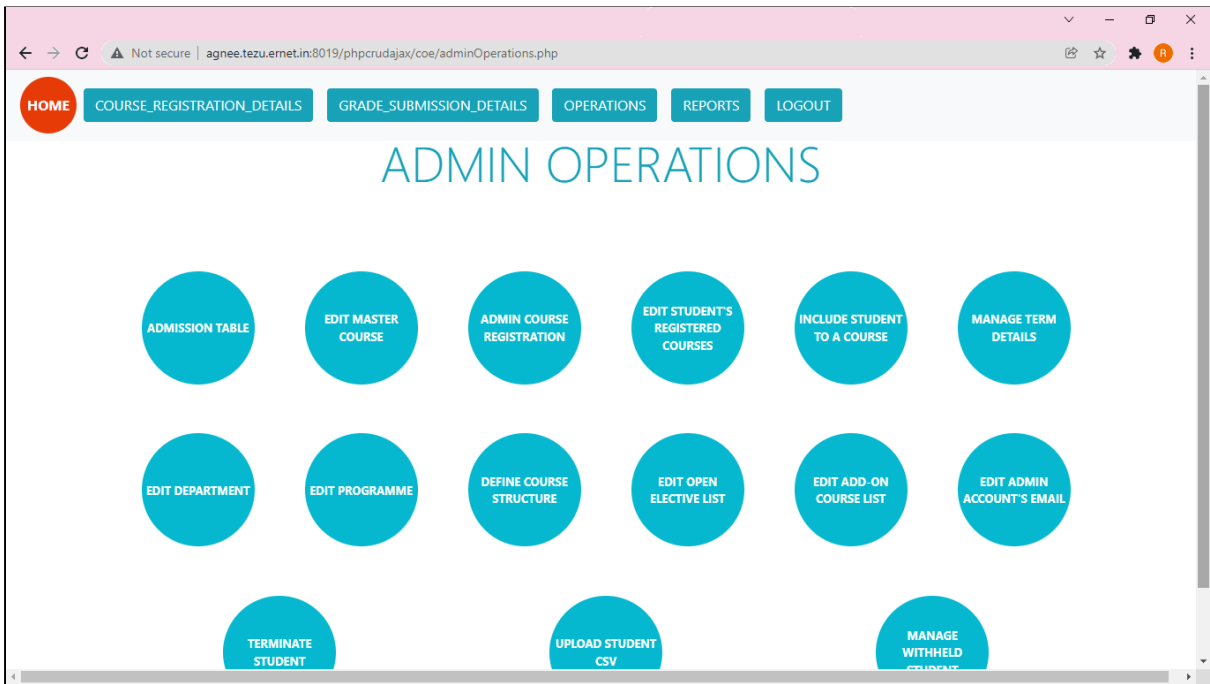 Not secure | agnee.tezu.ernet.in:8019/phpcrudajax/coe/adminOperations.php
R
HOME COURSE_REGISTRATION_DETAILS GRADE_SUBMISSION_DETAILS OPERATIONS REPORTS LOGOUT
ADMIN OPERATIONS
ADMISSION TABLE
EDIT MASTER
COURSE
ADMIN COURSE
REGISTRATION
EDIT STUDENT'S
REGISTERED
COURSES
INCLUDE STUDENT
TO A COURSE
MANAGE TERM
DETAILS
EDIT DEPARTMENT
EDIT PROGRAMME
DEFINE COURSE
STRUCTURE
EDIT OPEN
ELECTIVE LIST
EDIT ADD-ON
COURSE LIST
EDIT ADMIN
ACCOUNT'S EMAIL
TERMINATE
STUDENT
UPLOAD STUDENT
CSV
MANAGE
WITHHELD
STUDENT